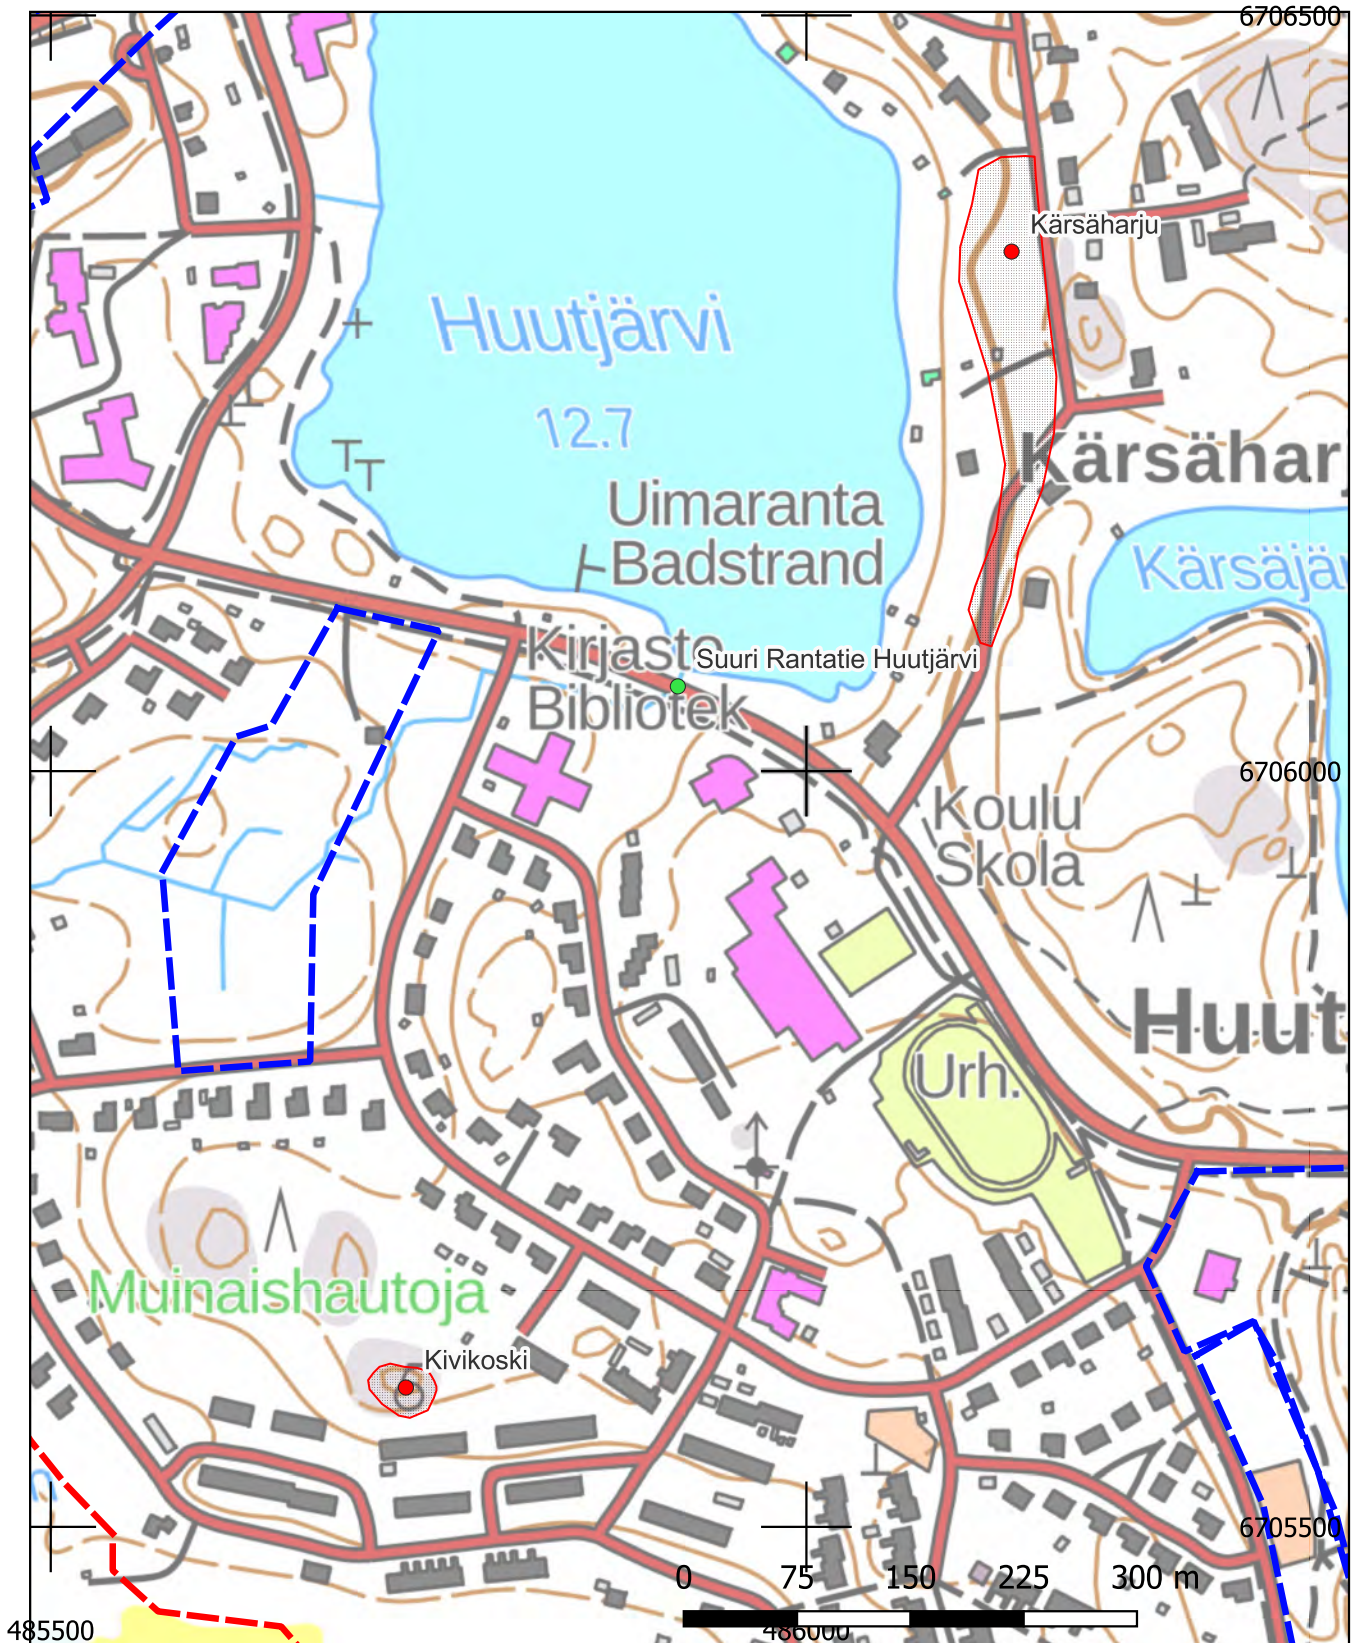 6706500
Kärsäharju
Huutjärvi
12.7
Kärsähar
Uimaranta
Badstrand
Kärsäjä
Kirjasto
Suuri Rantatie Huutjärvi
Bibliotek
6706000
Koulu
Skola
Huut
Urh.
Muinaishautoja
Kivikoski
6705500
0 75 150 225 300 m
485500
486000